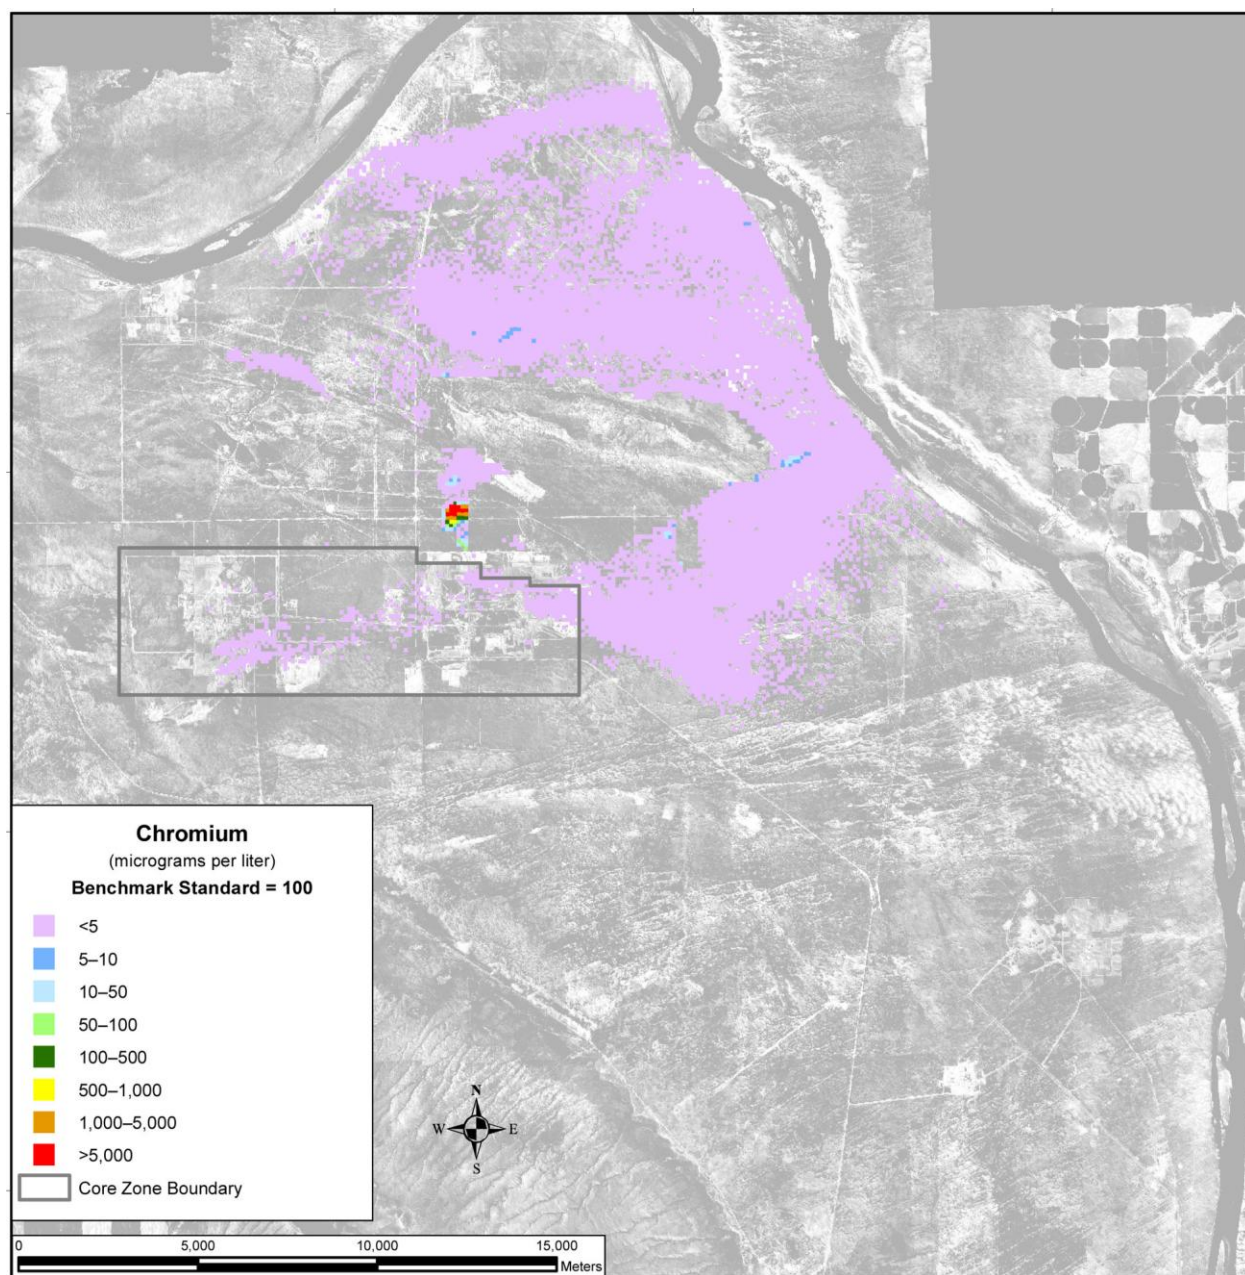 Chromium
(micrograms per liter)
Benchmark Standard = 100
<5
5–10
10–50
50–100
100–500
500–1,000
1,000–5,000
>5,000
Core Zone Boundary
N
W E
S
0 5,000 10,000 15,000
Meters